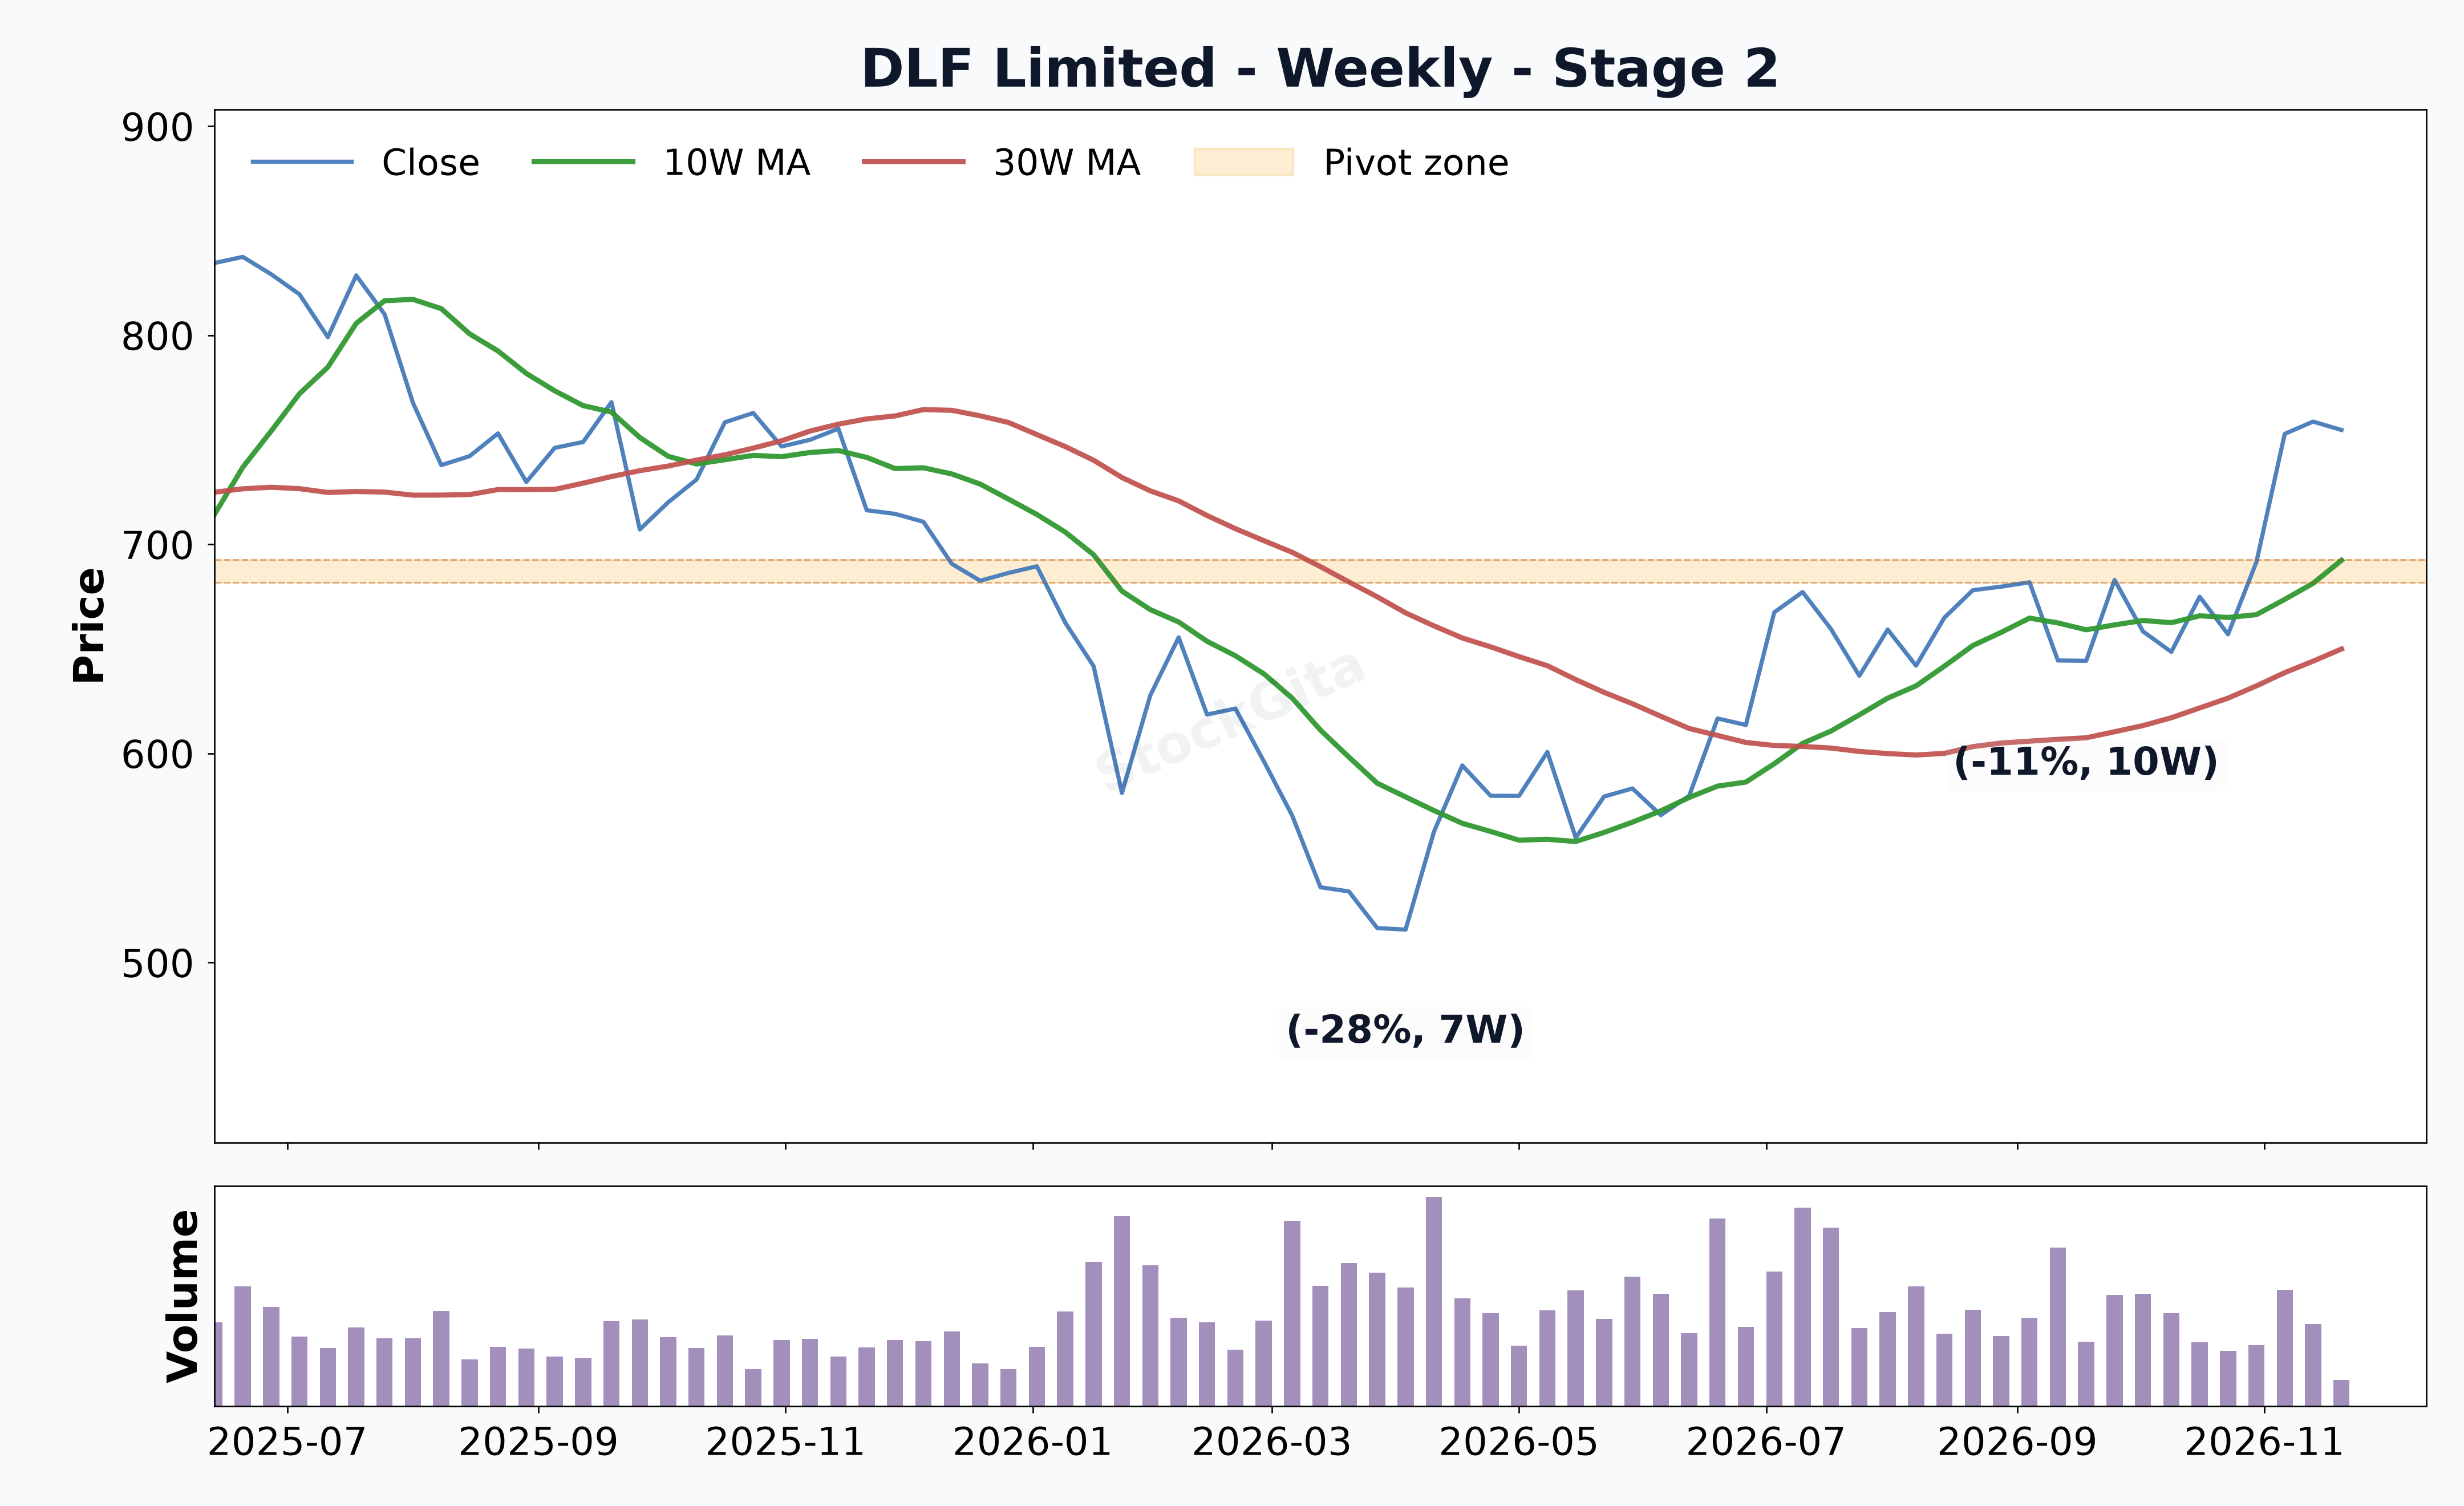 DLF Limited - Weekly - Stage 2
Close
10W MA
30W MA
Pivot zone
900
800
700
600
500
Price
StockGita
(-11%, 10W)
(-28%, 7W)
Volume
2025-07
2025-09
2025-11
2026-01
2026-03
2026-05
2026-07
2026-09
2026-11